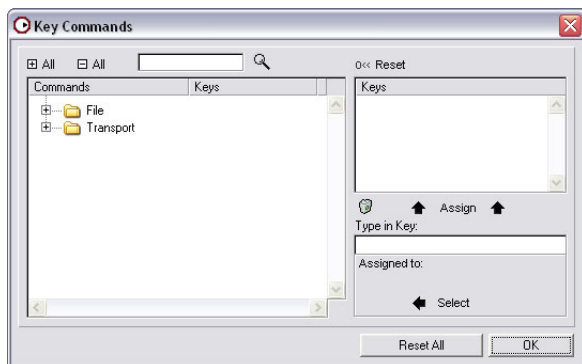 Key Commands
All All
0<< Reset
Commands Keys
Keys
File
Transport
Assign
Type in Key:
Assigned to:
Select
Reset All OK